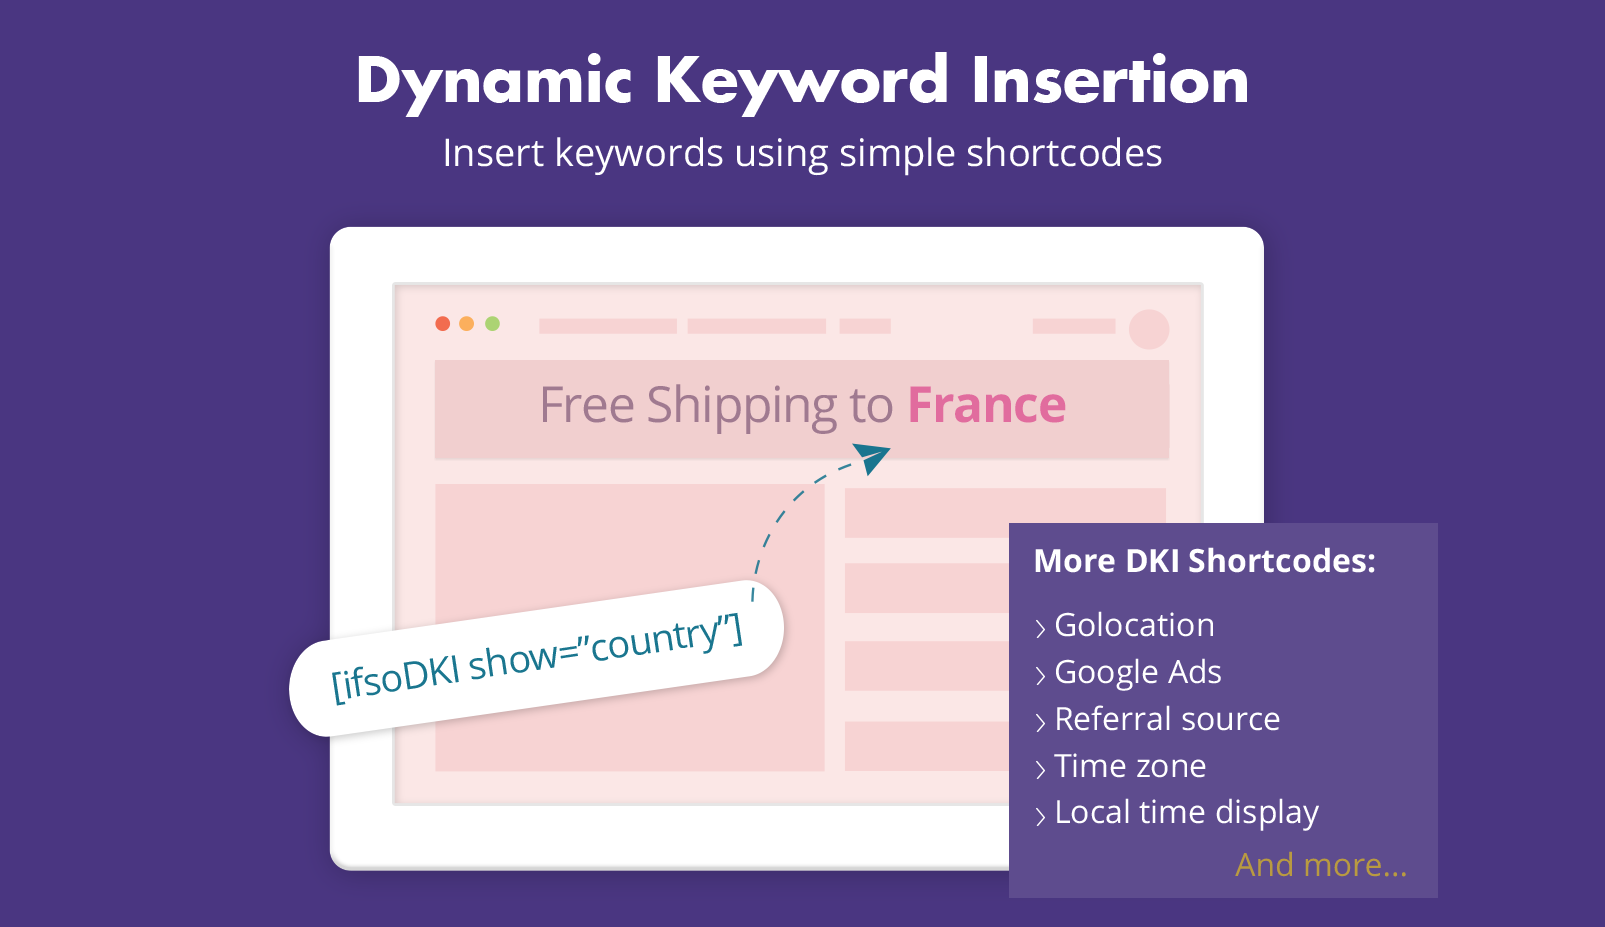 Dynamic Keyword Insertion
Insert keywords using simple shortcodes
Free Shipping to France
[ifsoDKI show=”country”]
More DKI Shortcodes:
Golocation
Google Ads
Referral source
Time zone
Local time display
And more...